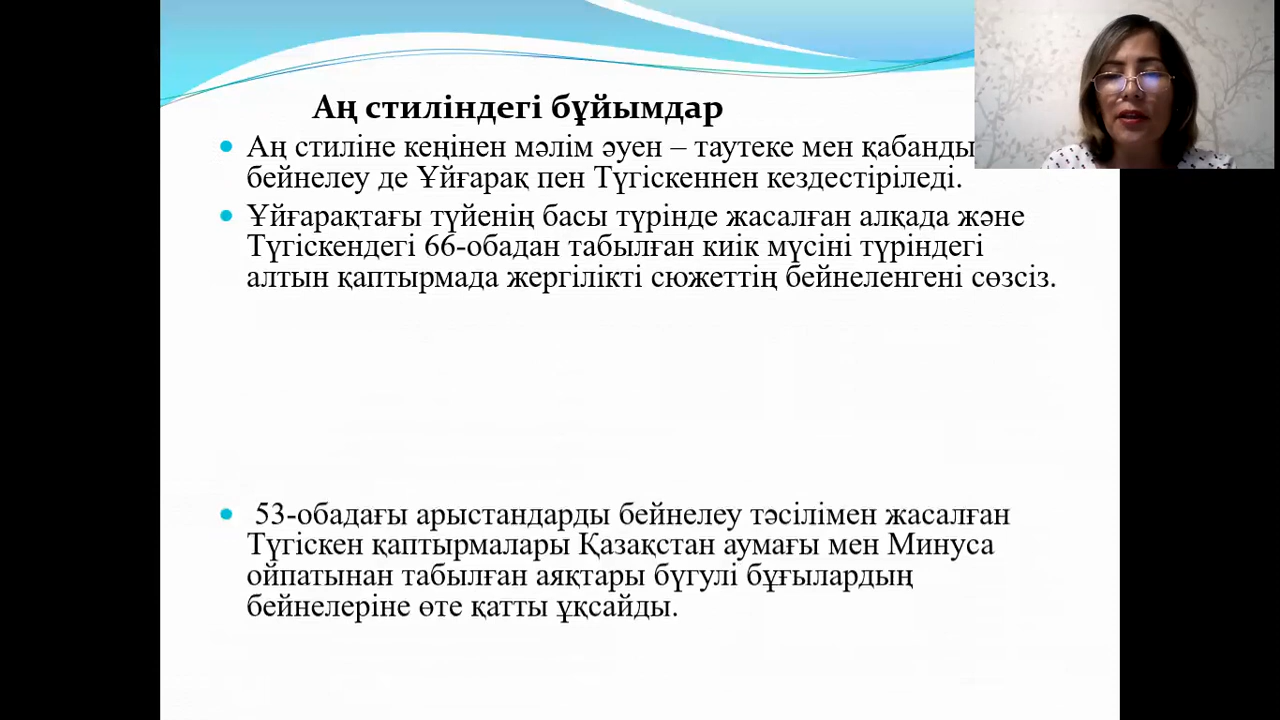 Аң стиліндегі бұйымдар
Аң стиліне кеңінен мәлім әуен – таутеке мен қабанды
бейнелеу де Ұйғарақ пен Түгіскеннен кездестіріледі.
Ұйғарақтағы түйенің басы түрінде жасалған алқада және
Түгіскендегі 66-обадан табылған киік мүсіні түріндегі
алтын қаптырмада жергілікті сюжеттің бейнеленгені сөзсіз.
53-обадағы арыстандарды бейнелеу тәсілімен жасалған
Түгіскен қаптырмалары Қазақстан аумағы мен Минуса
ойпатынан табылған аяқтары бүгулі бұғылардың
бейнелеріне өте қатты ұқсайды.